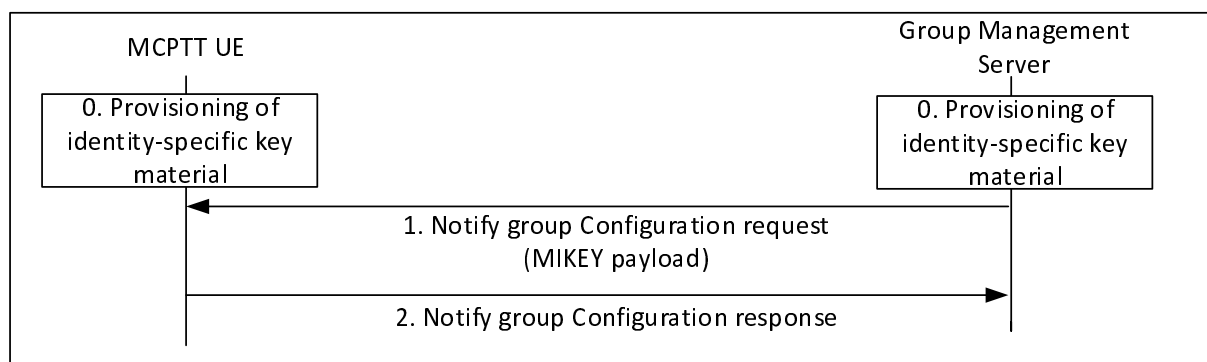 MCPTT UE
Group Management
Server
0. Provisioning of
identity-specific key
material
0. Provisioning of
identity-specific key
material
1. Notify group Configuration request
(MIKEY payload)
2. Notify group Configuration response